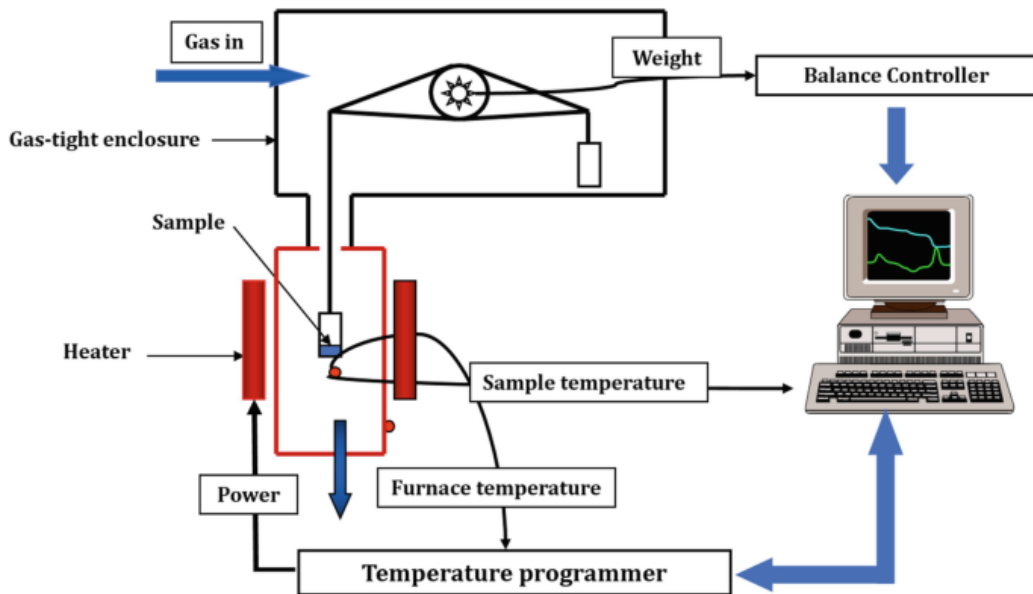 Gas in
Weight
Balance Controller
Gas-tight enclosure
Sample
Heater
Sample temperature
Power
Furnace temperature
Temperature programmer